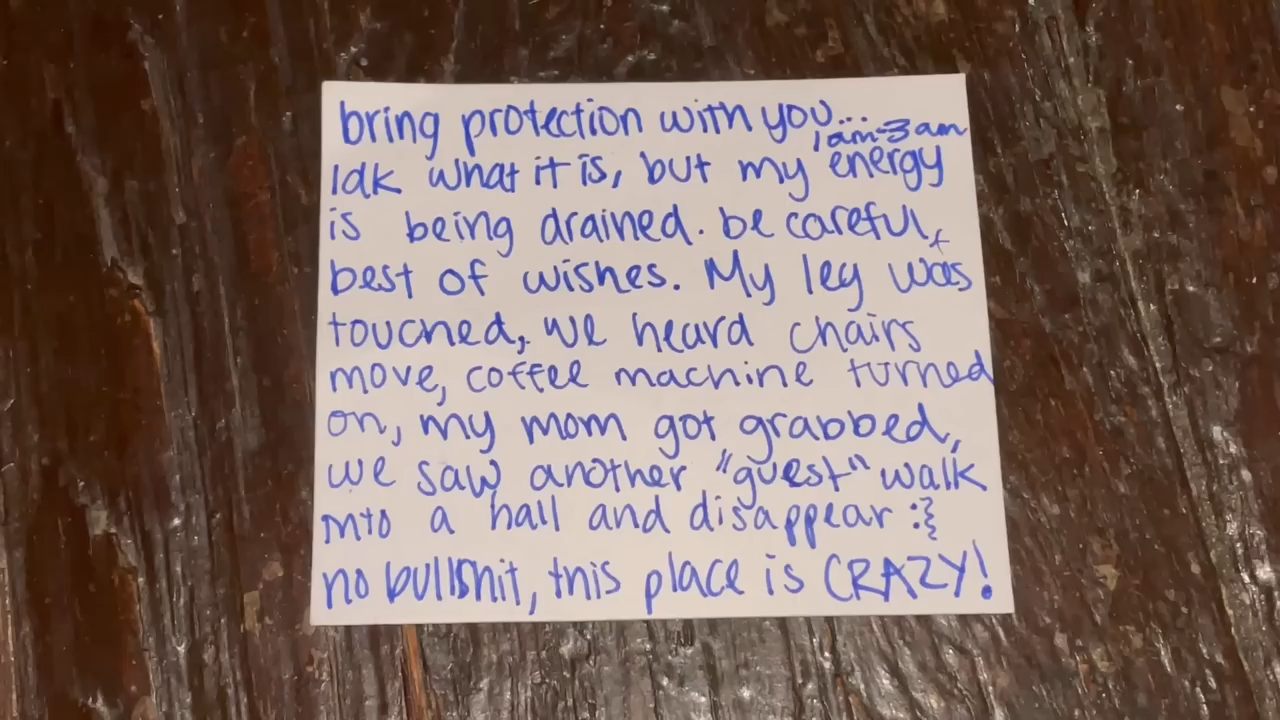 bring protection with you...
1am-3am
Idk what it is, but my energy
is being drained. be careful, +
best of wishes. My leg was
touched, we heard chairs
move, coffee machine turned
on, my mom got grabbed,
we saw another "guest" walk
into a hall and disappear :}
no bullshit, this place is CRAZY!